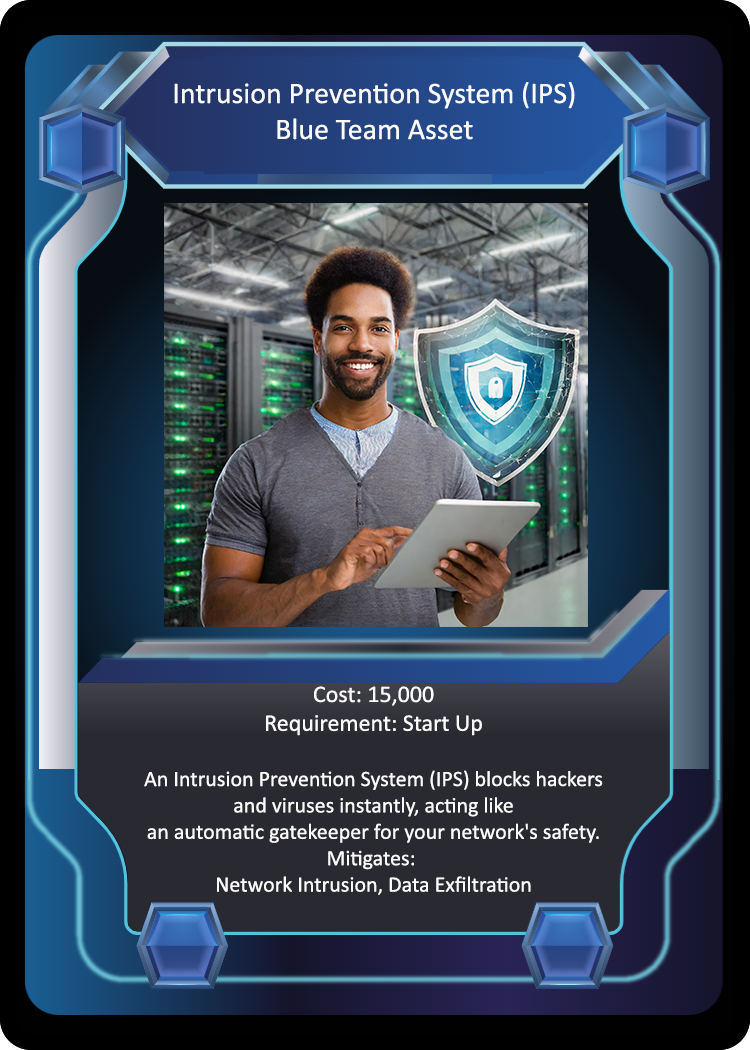 Intrusion Prevention System (IPS)
Blue Team Asset
Cost: 15,000
Requirement: Start Up
An Intrusion Prevention System (IPS) blocks hackers
and viruses instantly, acting like
an automatic gatekeeper for your network's safety.
Mitigates:
Network Intrusion, Data Exfiltration